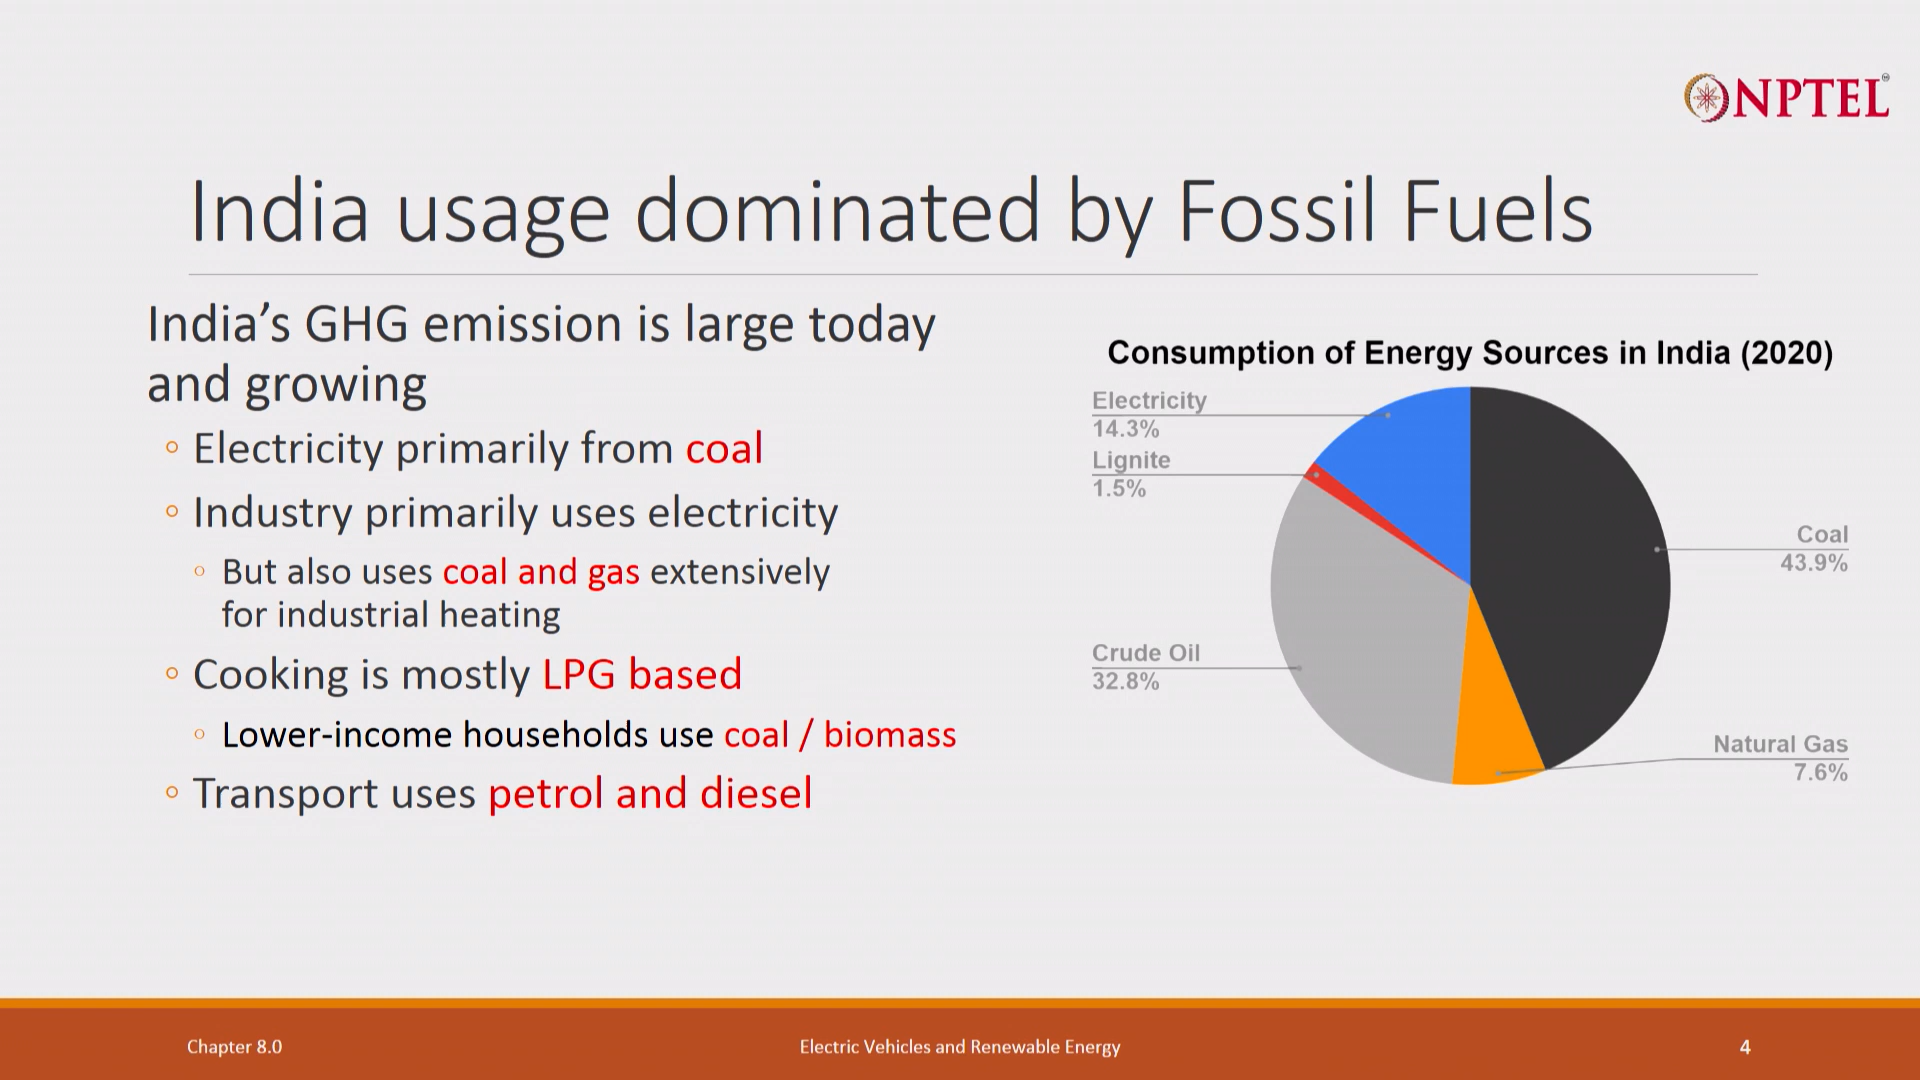 NPTEL
India usage dominated by Fossil Fuels
India’s GHG emission is large today
and growing
Electricity primarily from coal
Industry primarily uses electricity
But also uses coal and gas extensively
for industrial heating
Cooking is mostly LPG based
Lower-income households use coal / biomass
Transport uses petrol and diesel
Consumption of Energy Sources in India (2020)
Electricity
14.3%
Lignite
1.5%
Crude Oil
32.8%
Coal
43.9%
Natural Gas
7.6%
Chapter 8.0
Electric Vehicles and Renewable Energy
4